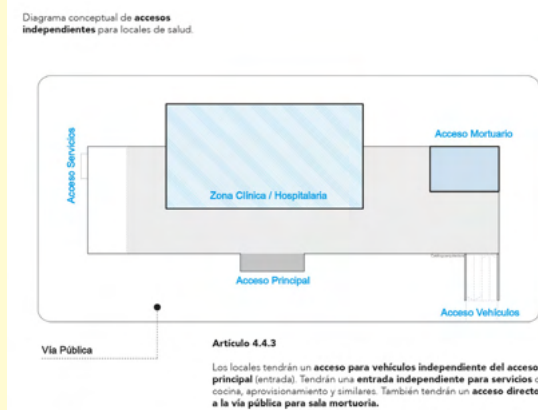 Diagrama conceptual de accesos
independientes para locales de salud.
Acceso Mortuario
Acceso Servicios
Zona Clínica / Hospitalaria
Acceso Principal
Acceso Vehículos
Vía Pública
Artículo 4.4.3
Los locales tendrán un acceso para vehículos independiente del acceso
principal (entrada). Tendrán una entrada independiente para servicios
cocina, aprovisionamiento y similares. También tendrán un acceso directo
a la vía pública para sala mortuoria.